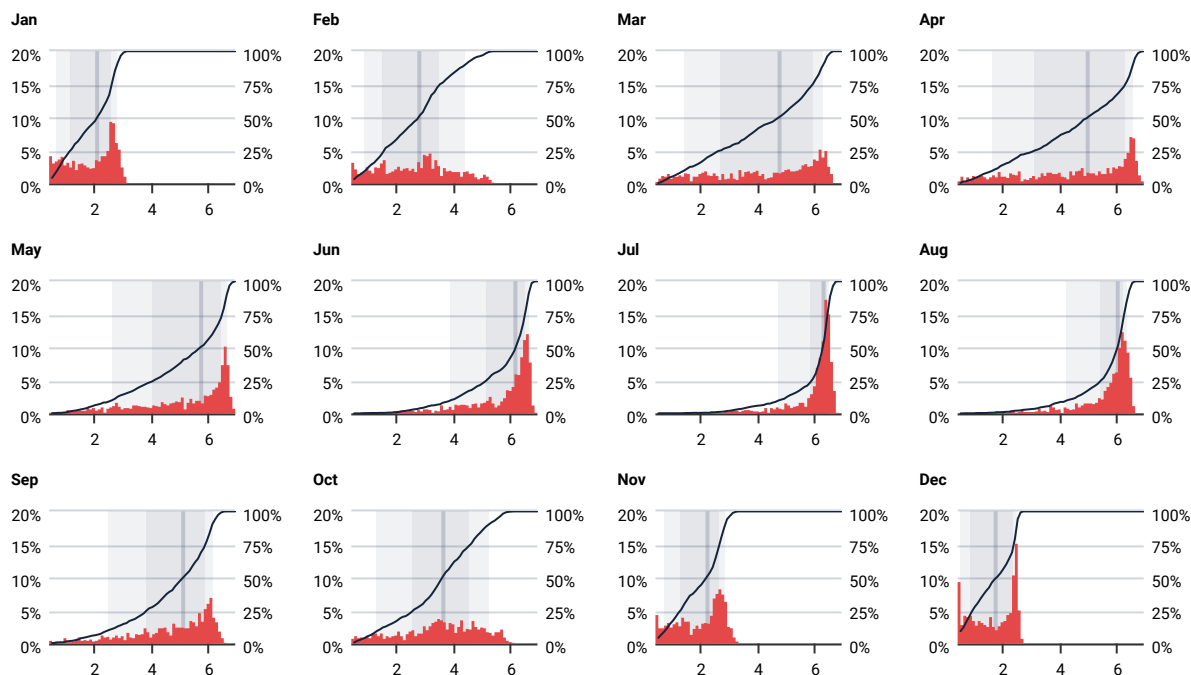 Jan Feb Mar Apr
20% 100% 20% 100% 20% 100% 20% 100%
15% 75% 15% 75% 15% 75% 15% 75%
10% 50% 10% 50% 10% 50% 10% 50%
5% 25% 5% 25% 5% 25% 5% 25%
0% 0% 0% 0% 0% 0% 0% 0%
2 4 6 2 4 6 2 4 6 2 4 6
May Jun Jul Aug
20% 100% 20% 100% 20% 100% 20% 100%
15% 75% 15% 75% 15% 75% 15% 75%
10% 50% 10% 50% 10% 50% 10% 50%
5% 25% 5% 25% 5% 25% 5% 25%
0% 0% 0% 0% 0% 0% 0% 0%
2 4 6 2 4 6 2 4 6 2 4 6
Sep Oct Nov Dec
20% 100% 20% 100% 20% 100% 20% 100%
15% 75% 15% 75% 15% 75% 15% 75%
10% 50% 10% 50% 10% 50% 10% 50%
5% 25% 5% 25% 5% 25% 5% 25%
0% 0% 0% 0% 0% 0% 0% 0%
2 4 6 2 4 6 2 4 6 2 4 6